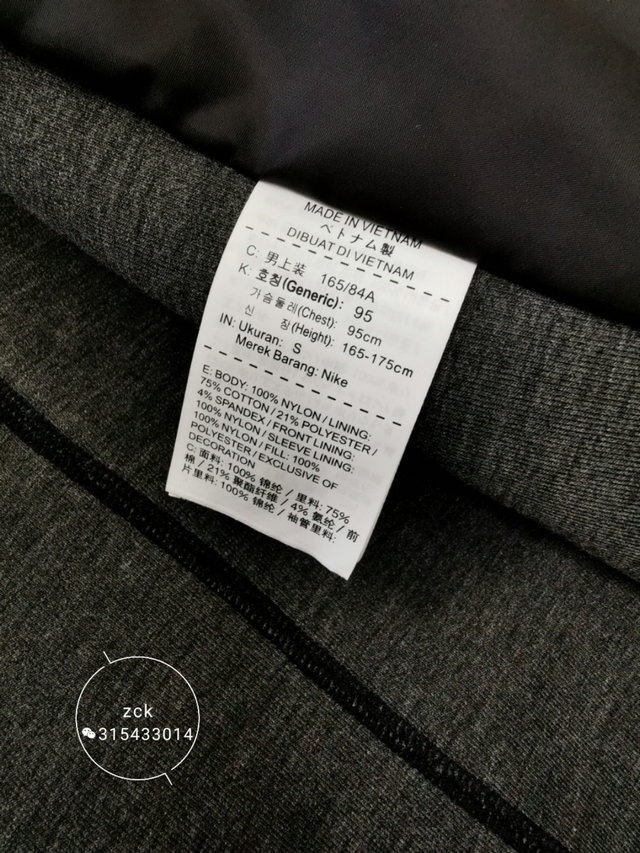 MADE IN VIETNAM
ベトナム製
DIBUAT DI VIETNAM
C: 男上装 165/84A
K: 호칭(Generic): 95
가슴둘레(Chest): 95cm
신 장(Height): 165-175cm
IN: Ukuran: S
Merek Barang: Nike
E: BODY: 100% NYLON / LINING:
75% COTTON / 21% POLYESTER /
4% SPANDEX / FRONT LINING:
100% NYLON / SLEEVE LINING:
100% NYLON / FILL: 100%
POLYESTER / EXCLUSIVE OF
DECORATION
C: 面料: 100% 锦纶 / 里料: 75%
棉 / 21% 聚酯纤维 / 4% 氨纶 / 前
片里料: 100% 锦纶 / 袖管里料:
zck
315433014